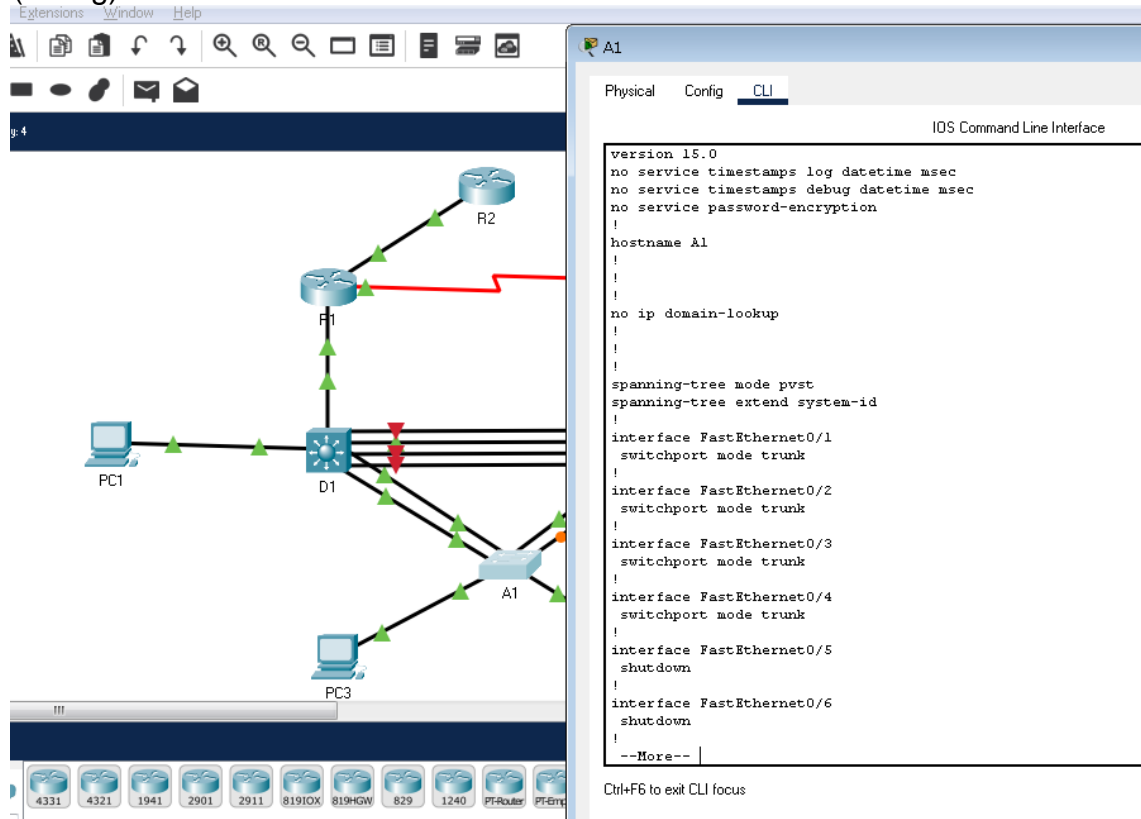 Extensions Window Help
y: 4
R2
PC1
D1
A1
PC3
4331 4321 1941 2901 2911 819IOX 819HGW 829 1240 PT-Router
A1
Physical Config CLI
IOS Command Line Interface
version 15.0
no service timestamps log datetime msec
no service timestamps debug datetime msec
no service password-encryption
!
hostname A1
!
!
!
no ip domain-lookup
!
!
!
spanning-tree mode pvst
spanning-tree extend system-id
!
interface FastEthernet0/1
switchport mode trunk
!
interface FastEthernet0/2
switchport mode trunk
!
interface FastEthernet0/3
switchport mode trunk
!
interface FastEthernet0/4
switchport mode trunk
!
interface FastEthernet0/5
shutdown
!
interface FastEthernet0/6
shutdown
!
--More--
Ctrl+F6 to exit CLI focus